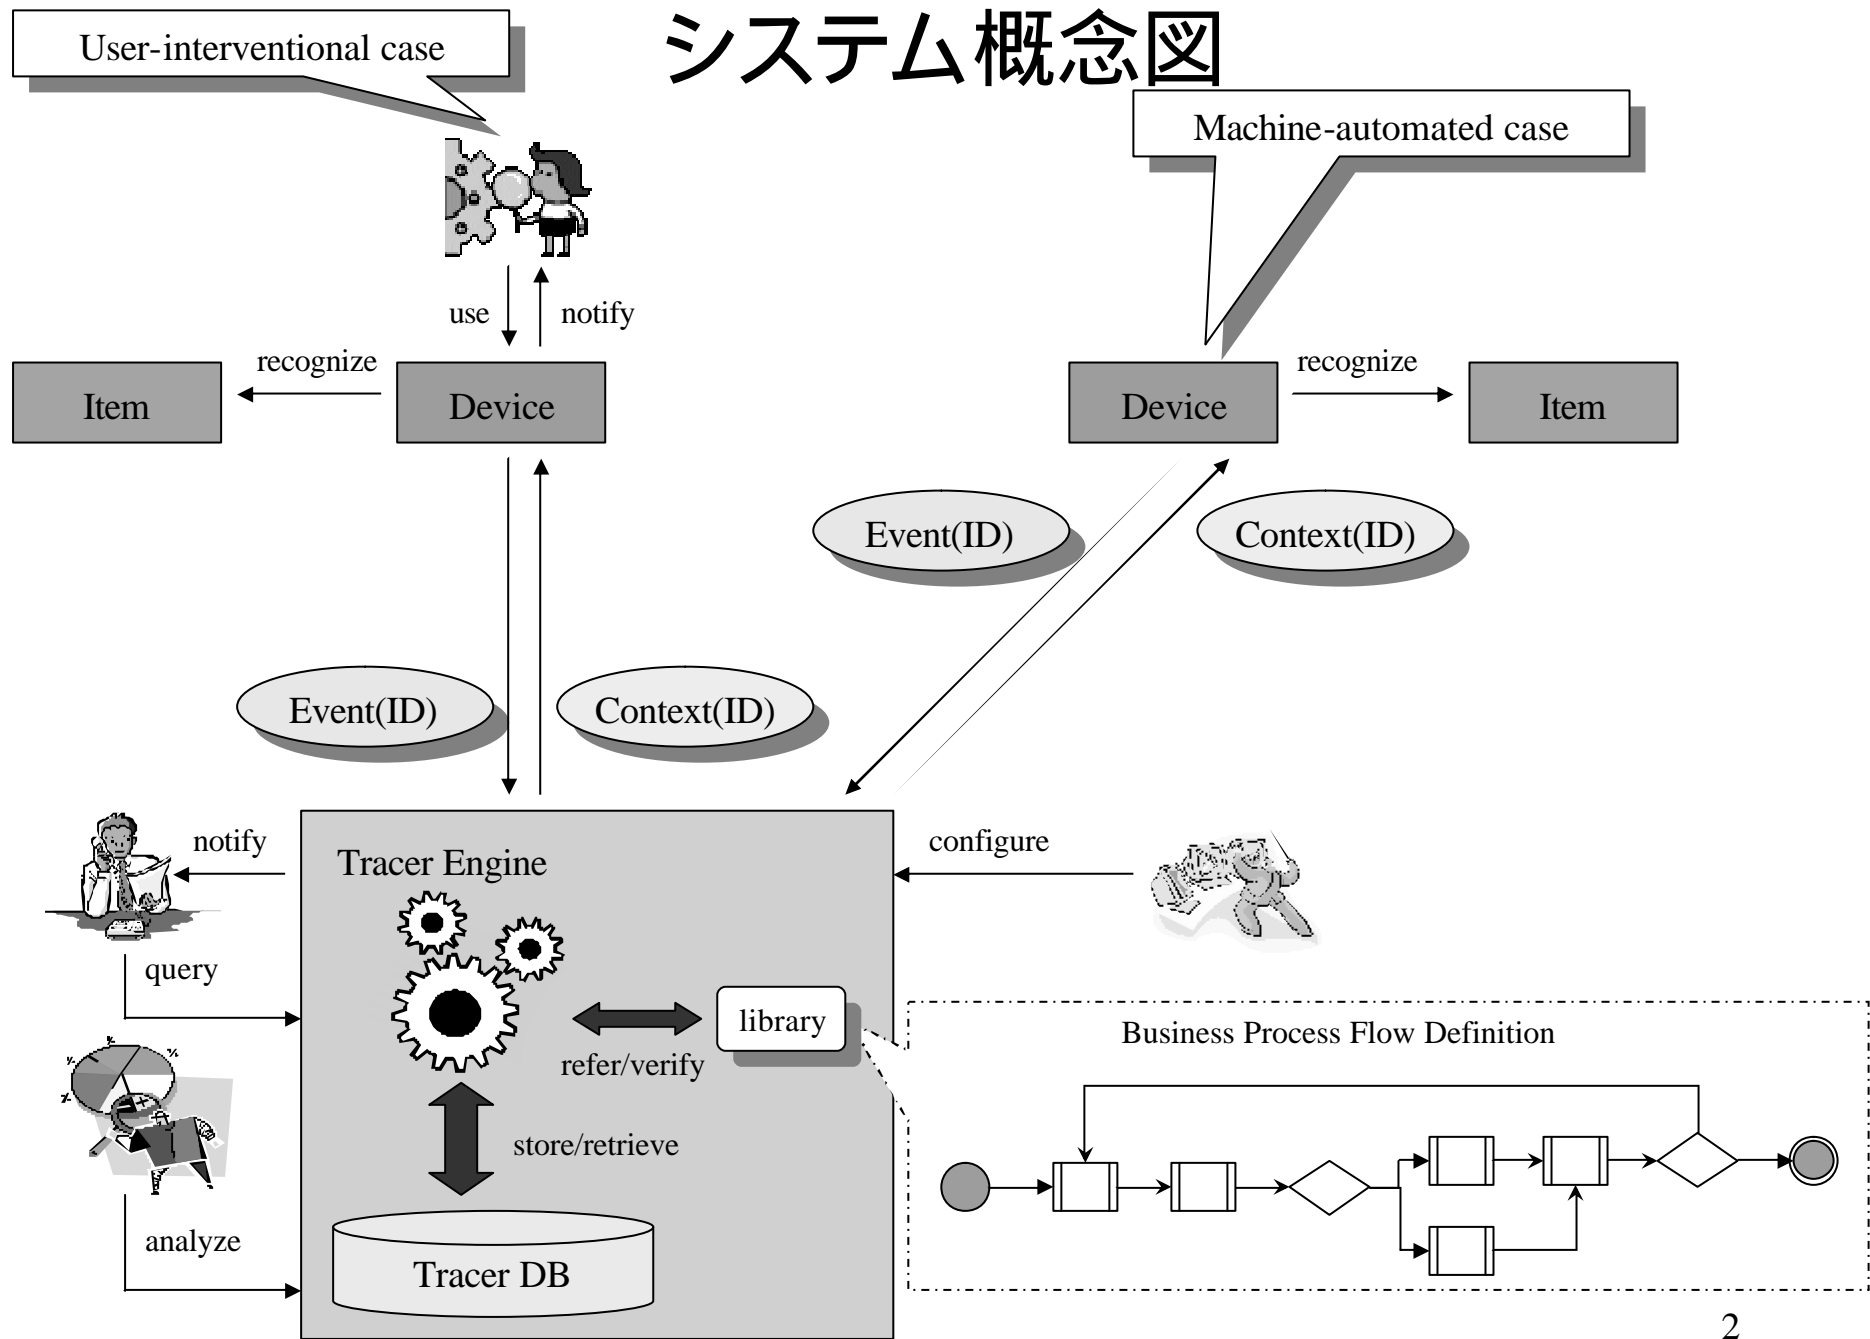 システム概念図
User-interventional case
Machine-automated case
use
notify
recognize
recognize
Item
Device
Device
Item
Event(ID)
Context(ID)
Event(ID)
Context(ID)
notify
configure
Tracer Engine
query
library
refer/verify
Business Process Flow Definition
store/retrieve
analyze
Tracer DB
2